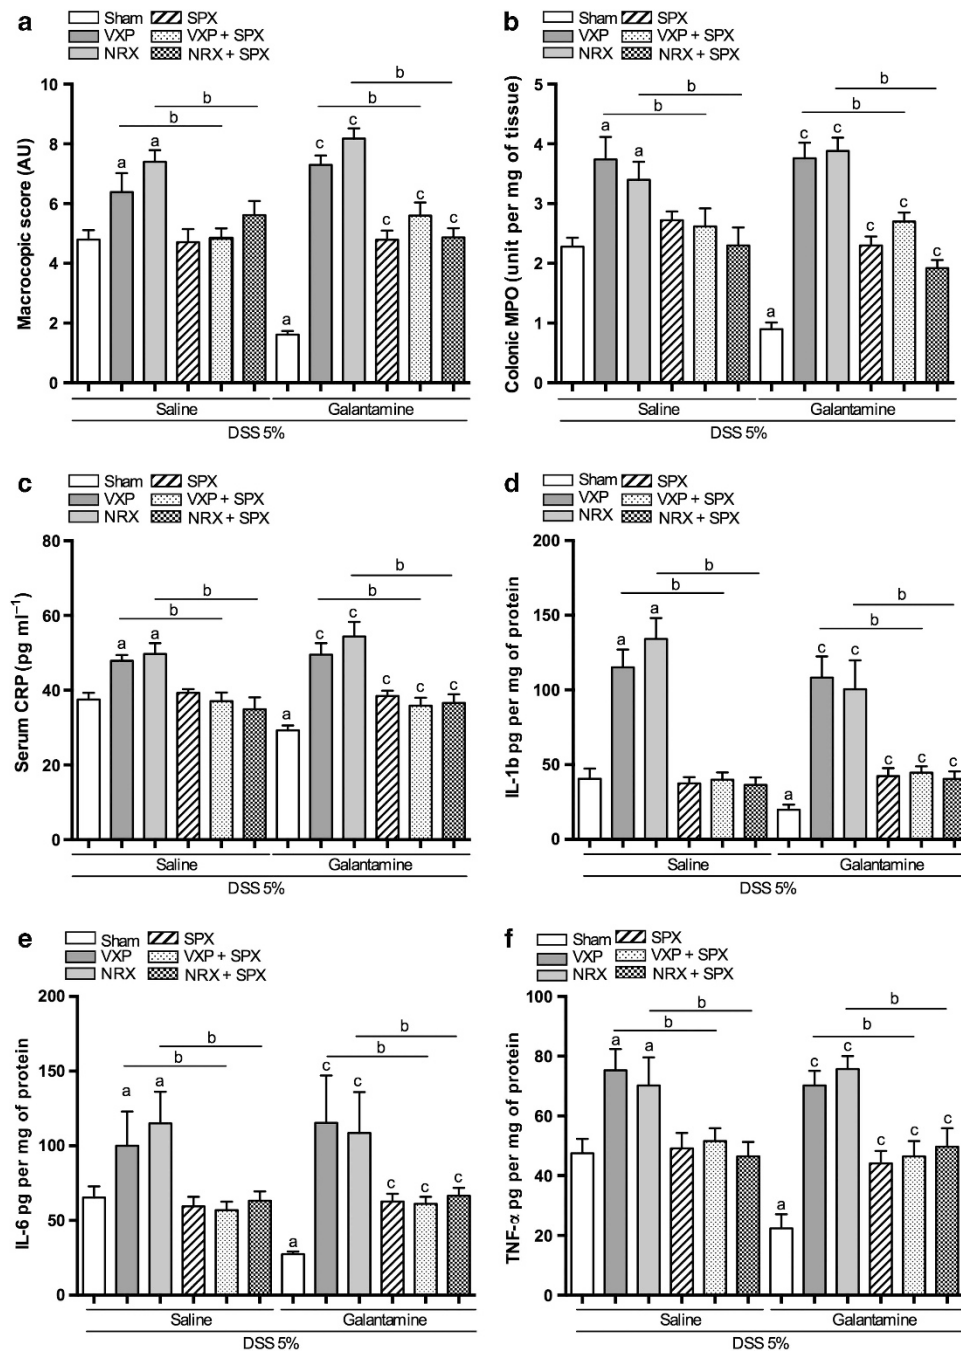 a
Sham SPX
VXP VXP + SPX
NRX NRX + SPX
Macrocopic score (AU)
10
8
6
4
2
0
a a b b
a c c b b c c c
Saline Galantamine
DSS 5%
b
Sham SPX
VXP VXP + SPX
NRX NRX + SPX
Colonic MPO (unit per mg of tissue)
5
4
3
2
1
0
a a b b
a c c b b c c c
Saline Galantamine
DSS 5%
c
Sham SPX
VXP VXP + SPX
NRX NRX + SPX
Serum CRP (pg ml−1)
80
60
40
20
0
a a b b
a c c b b c c c
Saline Galantamine
DSS 5%
d
Sham SPX
VXP VXP + SPX
NRX NRX + SPX
IL-1b pg per mg of protein
200
150
100
50
0
a a b b
a c c b b c c c
Saline Galantamine
DSS 5%
e
Sham SPX
VXP VXP + SPX
NRX NRX + SPX
IL-6 pg per mg of protein
200
150
100
50
0
a a b b
a c c b b c c c
Saline Galantamine
DSS 5%
f
Sham SPX
VXP VXP + SPX
NRX NRX + SPX
TNF-α pg per mg of protein
100
80
60
40
20
0
a a b b
a c c b b c c c
Saline Galantamine
DSS 5%